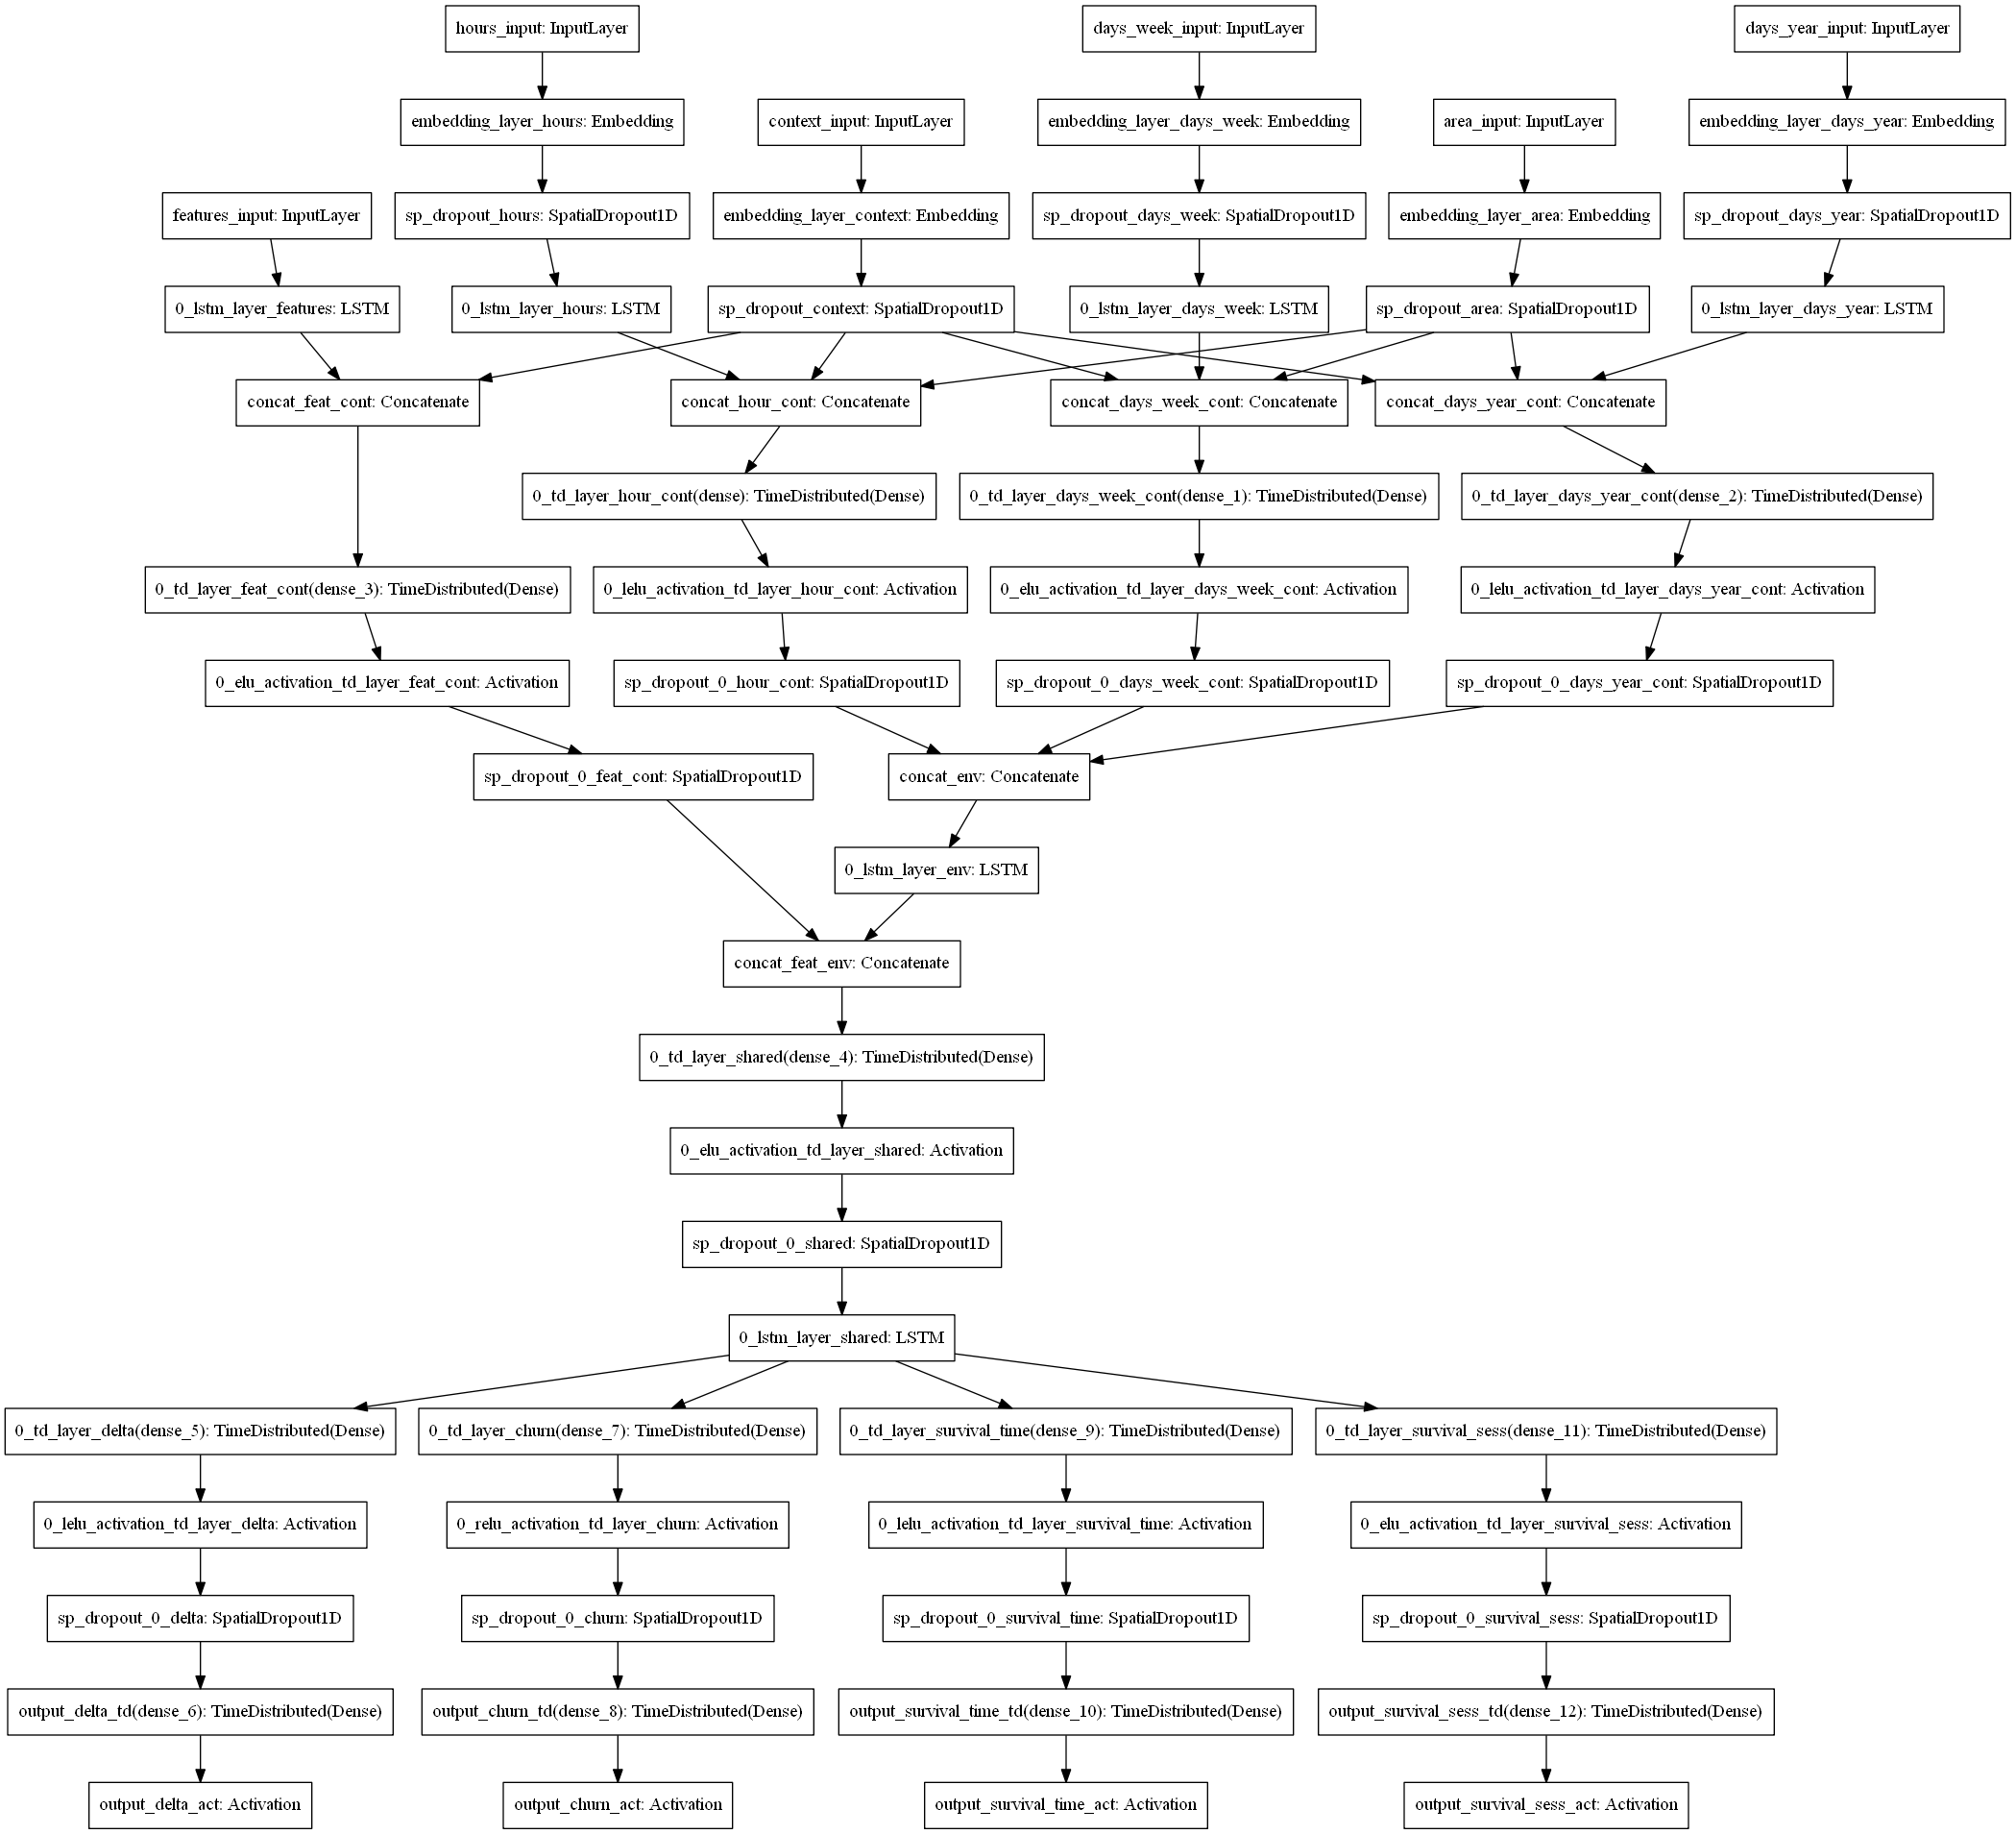 hours_input: InputLayer
days_week_input: InputLayer
days_year_input: InputLayer
embedding_layer_hours: Embedding
context_input: InputLayer
embedding_layer_days_week: Embedding
area_input: InputLayer
embedding_layer_days_year: Embedding
features_input: InputLayer
sp_dropout_hours: SpatialDropout1D
embedding_layer_context: Embedding
sp_dropout_days_week: SpatialDropout1D
embedding_layer_area: Embedding
sp_dropout_days_year: SpatialDropout1D
0_lstm_layer_features: LSTM
0_lstm_layer_hours: LSTM
sp_dropout_context: SpatialDropout1D
0_lstm_layer_days_week: LSTM
sp_dropout_area: SpatialDropout1D
0_lstm_layer_days_year: LSTM
concat_feat_cont: Concatenate
concat_hour_cont: Concatenate
concat_days_week_cont: Concatenate
concat_days_year_cont: Concatenate
0_td_layer_hour_cont(dense): TimeDistributed(Dense)
0_td_layer_days_week_cont(dense_1): TimeDistributed(Dense)
0_td_layer_days_year_cont(dense_2): TimeDistributed(Dense)
0_td_layer_feat_cont(dense_3): TimeDistributed(Dense)
0_lelu_activation_td_layer_hour_cont: Activation
0_elu_activation_td_layer_days_week_cont: Activation
0_lelu_activation_td_layer_days_year_cont: Activation
0_elu_activation_td_layer_feat_cont: Activation
sp_dropout_0_hour_cont: SpatialDropout1D
sp_dropout_0_days_week_cont: SpatialDropout1D
sp_dropout_0_days_year_cont: SpatialDropout1D
sp_dropout_0_feat_cont: SpatialDropout1D
concat_env: Concatenate
0_lstm_layer_env: LSTM
concat_feat_env: Concatenate
0_td_layer_shared(dense_4): TimeDistributed(Dense)
0_elu_activation_td_layer_shared: Activation
sp_dropout_0_shared: SpatialDropout1D
0_lstm_layer_shared: LSTM
0_td_layer_delta(dense_5): TimeDistributed(Dense)
0_td_layer_churn(dense_7): TimeDistributed(Dense)
0_td_layer_survival_time(dense_9): TimeDistributed(Dense)
0_td_layer_survival_sess(dense_11): TimeDistributed(Dense)
0_lelu_activation_td_layer_delta: Activation
0_relu_activation_td_layer_churn: Activation
0_lelu_activation_td_layer_survival_time: Activation
0_elu_activation_td_layer_survival_sess: Activation
sp_dropout_0_delta: SpatialDropout1D
sp_dropout_0_churn: SpatialDropout1D
sp_dropout_0_survival_time: SpatialDropout1D
sp_dropout_0_survival_sess: SpatialDropout1D
output_delta_td(dense_6): TimeDistributed(Dense)
output_churn_td(dense_8): TimeDistributed(Dense)
output_survival_time_td(dense_10): TimeDistributed(Dense)
output_survival_sess_td(dense_12): TimeDistributed(Dense)
output_delta_act: Activation
output_churn_act: Activation
output_survival_time_act: Activation
output_survival_sess_act: Activation